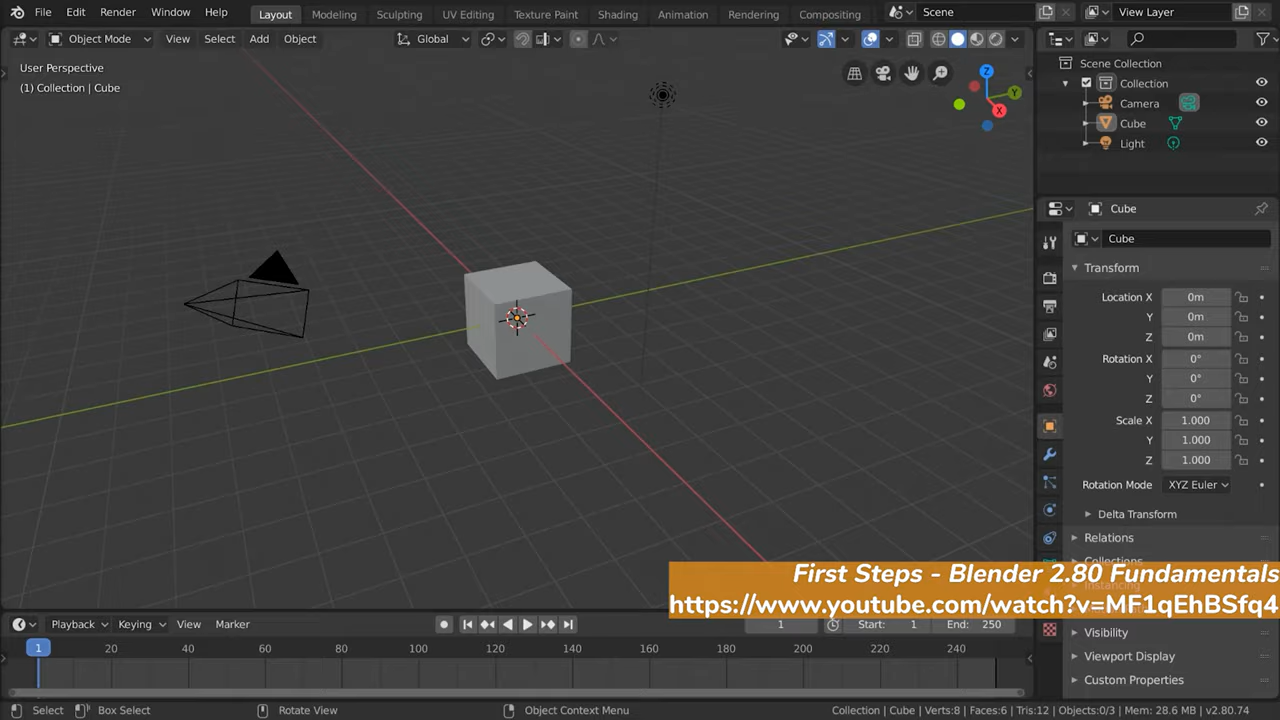 File Edit Render Window Help
Layout Modeling Sculpting UV Editing Texture Paint Shading Animation Rendering Compositing
Scene
View Layer
Object Mode
View Select Add Object
Global
User Perspective
(1) Collection | Cube
Z
Y
X
Scene Collection
Collection
Camera
Cube
Light
Cube
Cube
Transform
Location X 0m
Y 0m
Z 0m
Rotation X 0°
Y 0°
Z 0°
Scale X 1.000
Y 1.000
Z 1.000
Rotation Mode XYZ Euler
Delta Transform
Relations
Collections
Instancing
First Steps - Blender 2.80 Fundamentals
https://www.youtube.com/watch?v=MF1qEhBSfq4
Visibility
Viewport Display
Custom Properties
Playback Keying View Marker
1
Start: 1
End: 250
1 20 40 60 80 100 120 140 160 180 200 220 240
Select Box Select Rotate View Object Context Menu
Collection | Cube | Verts:8 | Faces:6 | Tris:12 | Objects:0/3 | Mem: 28.6 MB | v2.80.74